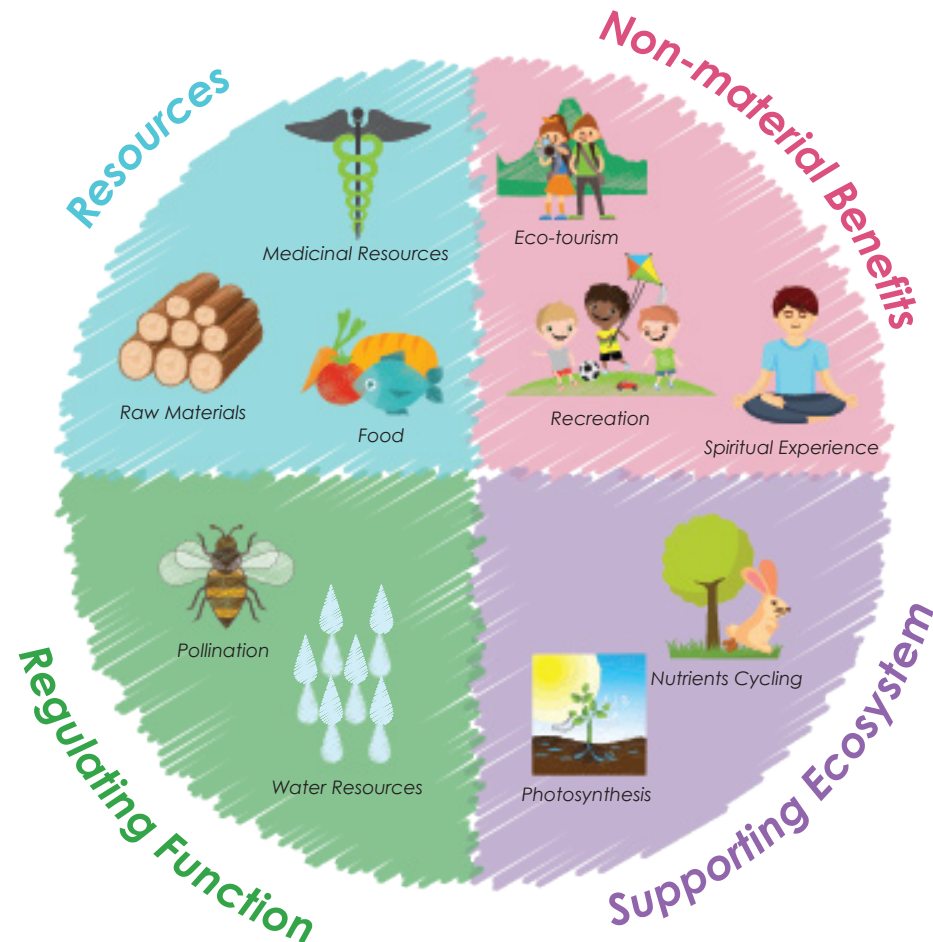 Resources
Medicinal Resources
Raw Materials
Food
Non-material Benefits
Eco-tourism
Recreation
Spiritual Experience
Regulating Function
Pollination
Water Resources
Supporting Ecosystem
Nutrients Cycling
Photosynthesis